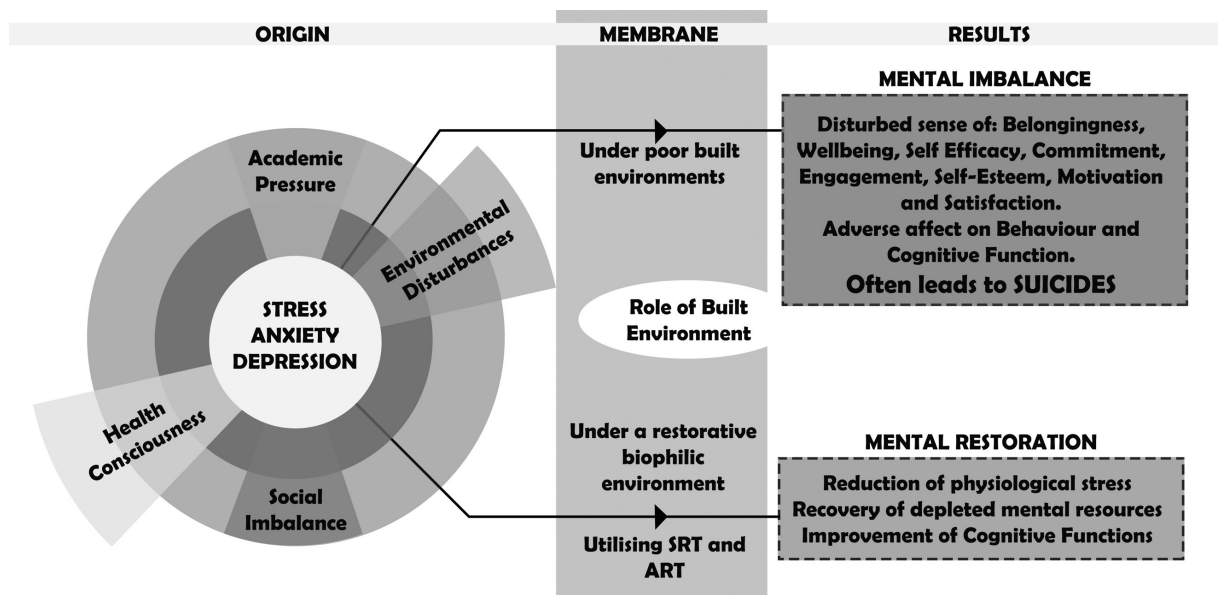 ORIGIN
MEMBRANE
RESULTS
Academic
Pressure
Environmental
Disturbances
STRESS
ANXIETY
DEPRESSION
Health
Consciousness
Social
Imbalance
Under poor built
environments
Role of Built
Environment
Under a restorative
biophilic
environment
Utilising SRT and
ART
MENTAL IMBALANCE
Disturbed sense of: Belongingness,
Wellbeing, Self Efficacy, Commitment,
Engagement, Self-Esteem, Motivation
and Satisfaction.
Adverse affect on Behaviour and
Cognitive Function.
Often leads to SUICIDES
MENTAL RESTORATION
Reduction of physiological stress
Recovery of depleted mental resources
Improvement of Cognitive Functions